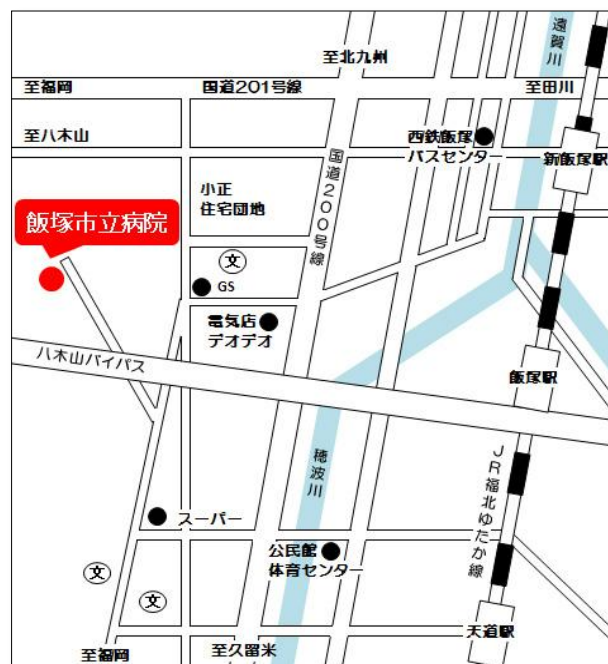 至北九州
遠賀川
至福岡
国道201号線
至田川
至八木山
西鉄飯塚
バスセンター
新飯塚駅
国道200号線
小正
住宅団地
飯塚市立病院
文
GS
電気店
デオデオ
八木山バイパス
飯塚駅
穂波川
JR福北ゆたか線
スーパー
公民館
体育センター
文
文
天道駅
至福岡
至久留米